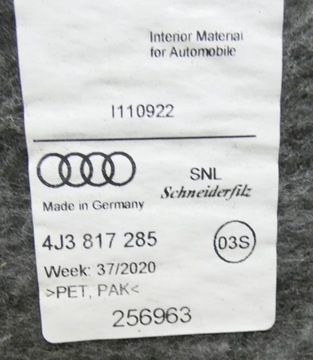 Interior Material
for Automobile
I110922
SNL
Schneiderfilz
Made in Germany
4J3 817 285
03S
Week: 37/2020
>PET, PAK<
256963